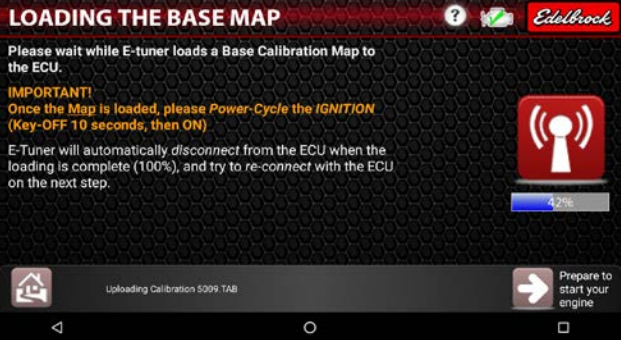 LOADING THE BASE MAP
?
Edelbrock
Please wait while E-tuner loads a Base Calibration Map to
the ECU.
IMPORTANT!
Once the Map is loaded, please Power-Cycle the IGNITION
(Key-OFF 10 seconds, then ON)
E-Tuner will automatically disconnect from the ECU when the
loading is complete (100%), and try to re-connect with the ECU
on the next step.
42%
Uploading Calibration 5009.TAB
Prepare to
start your
engine